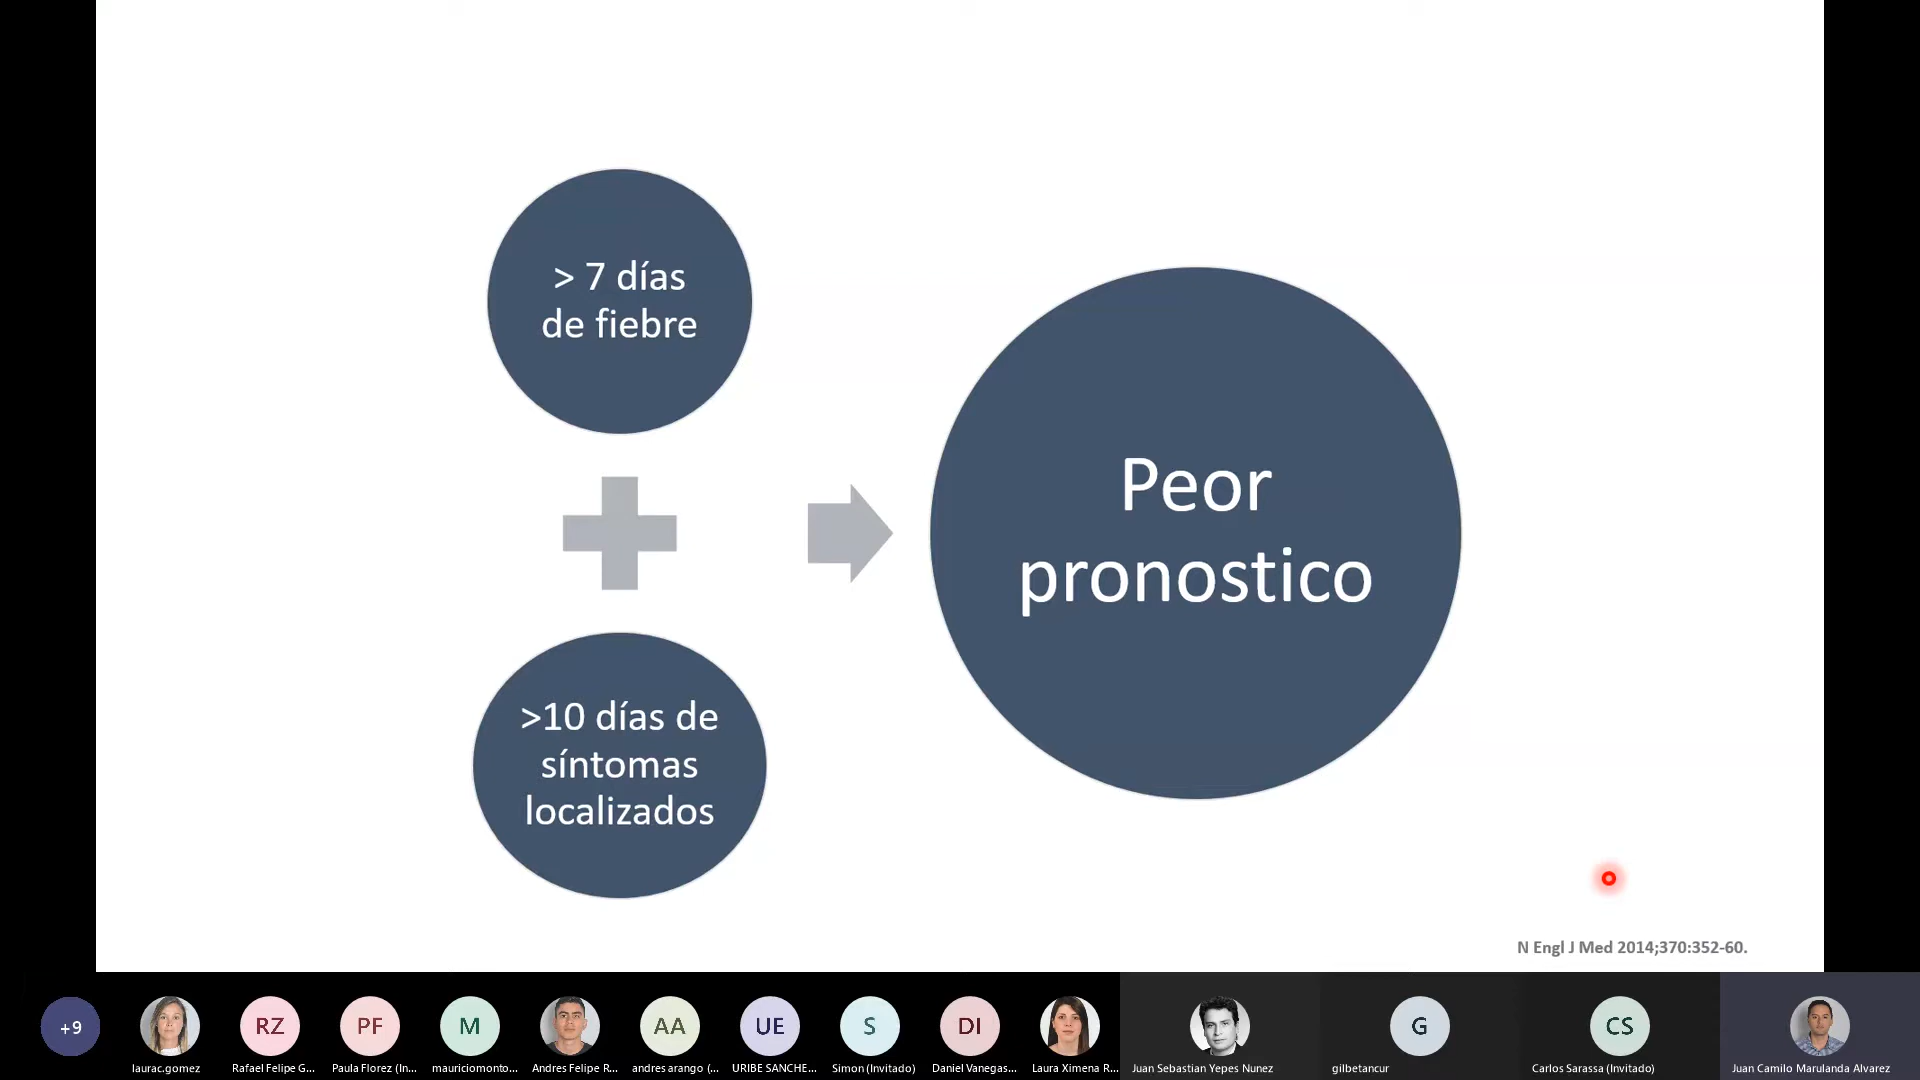 > 7 días
de fiebre
>10 días de
síntomas
localizados
Peor
pronostico
N Engl J Med 2014;370:352-60.
+9
RZ
PF
M
AA
UE
S
DI
G
CS
laurac.gomez
Rafael Felipe G...
Paula Florez (In...
mauriciomonto...
Andres Felipe R...
andres arango (...
URIBE SANCHE...
Simon (Invitado)
Daniel Vanegas...
Laura Ximena R...
Juan Sebastian Yepes Nunez
gilbetancur
Carlos Sarassa (Invitado)
Juan Camilo Marulanda Alvarez